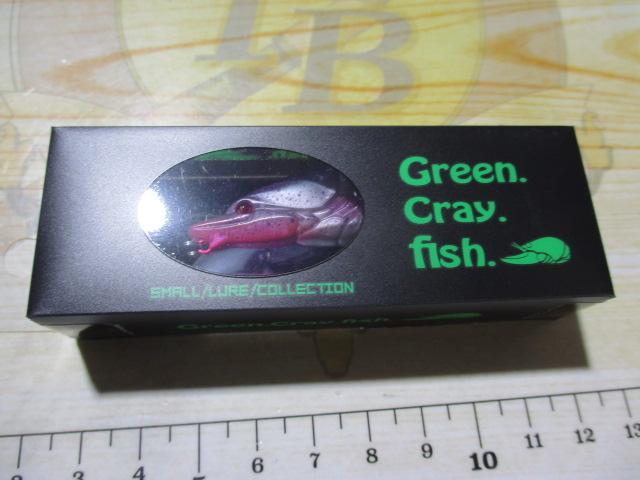 Green.
Cray.
fish.
SMALL/LURE/COLLECTION
Green.Cray.fish.
2 3 4 5 6 7 8 9 10 11 12 13